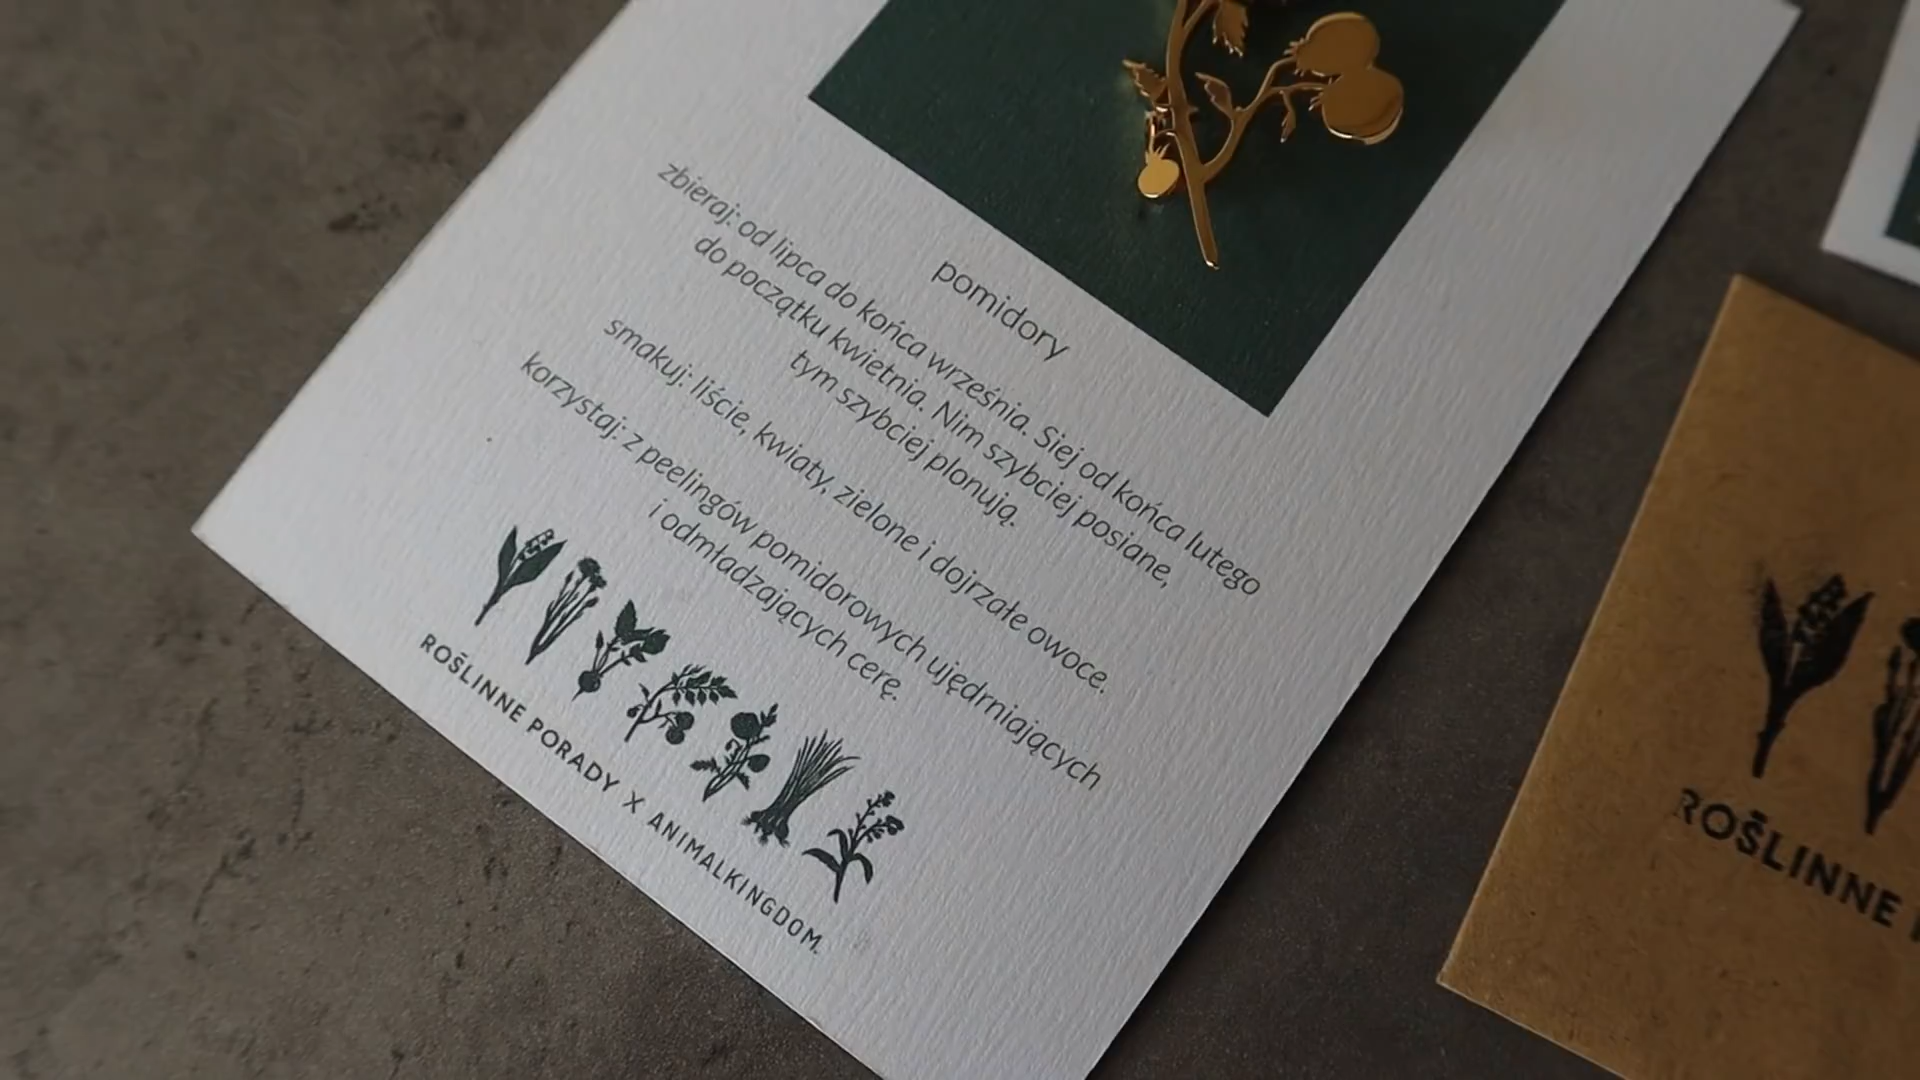 pomidory
zbieraj: od lipca do końca września. Siej od końca lutego
do początku kwietnia. Nim szybciej posiane,
tym szybciej plonują.
smakuj: liście, kwiaty, zielone i dojrzałe owoce.
korzystaj: z peelingów pomidorowych ujędrniających
i odmładzających cerę.
ROŚLINNE PORADY X ANIMALKINGDOM.
ROŚLINNE